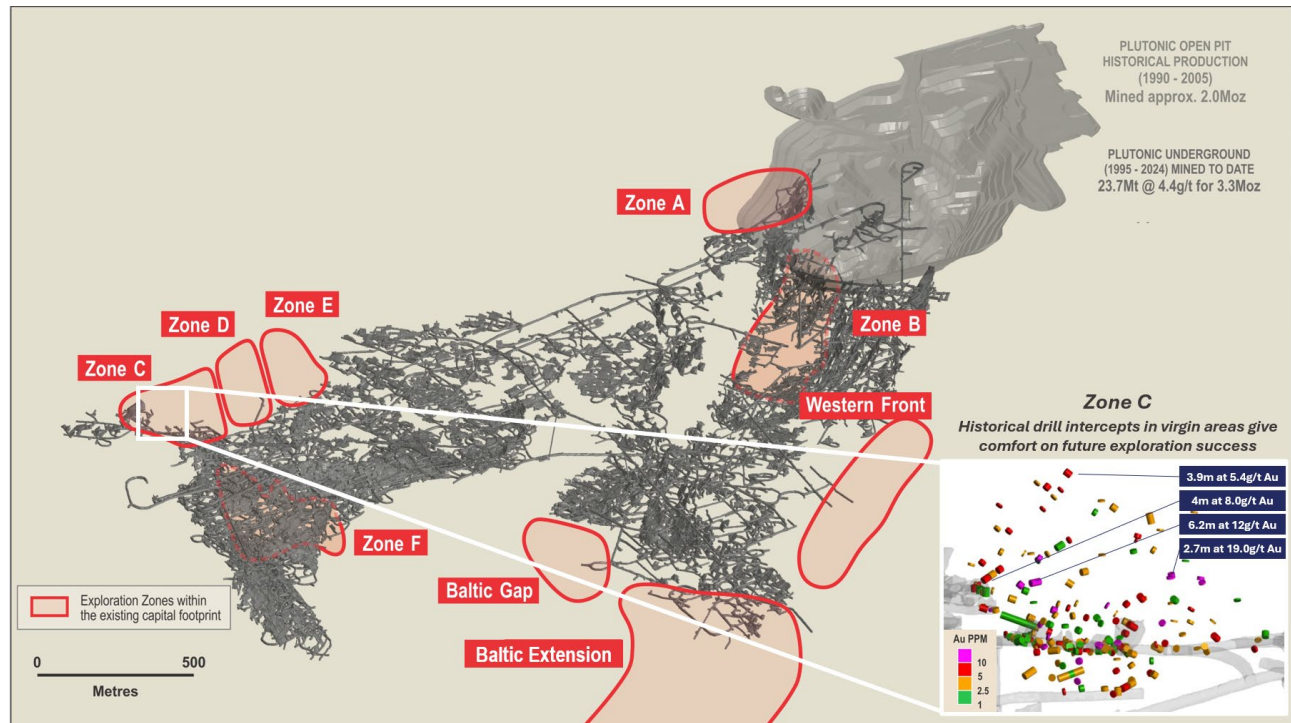 PLUTONIC OPEN PIT
HISTORICAL PRODUCTION
(1990 - 2005)
Mined approx. 2.0Moz
PLUTONIC UNDERGROUND
(1995 - 2024) MINED TO DATE
23.7Mt @ 4.4g/t for 3.3Moz
Zone A
Zone E
Zone D
Zone B
Zone C
Western Front
Zone F
Baltic Gap
Baltic Extension
Exploration Zones within
the existing capital footprint
0 500
Metres
Zone C
Historical drill intercepts in virgin areas give
comfort on future exploration success
3.9m at 5.4g/t Au
4m at 8.0g/t Au
6.2m at 12g/t Au
2.7m at 19.0g/t Au
Au PPM
10
5
2.5
1